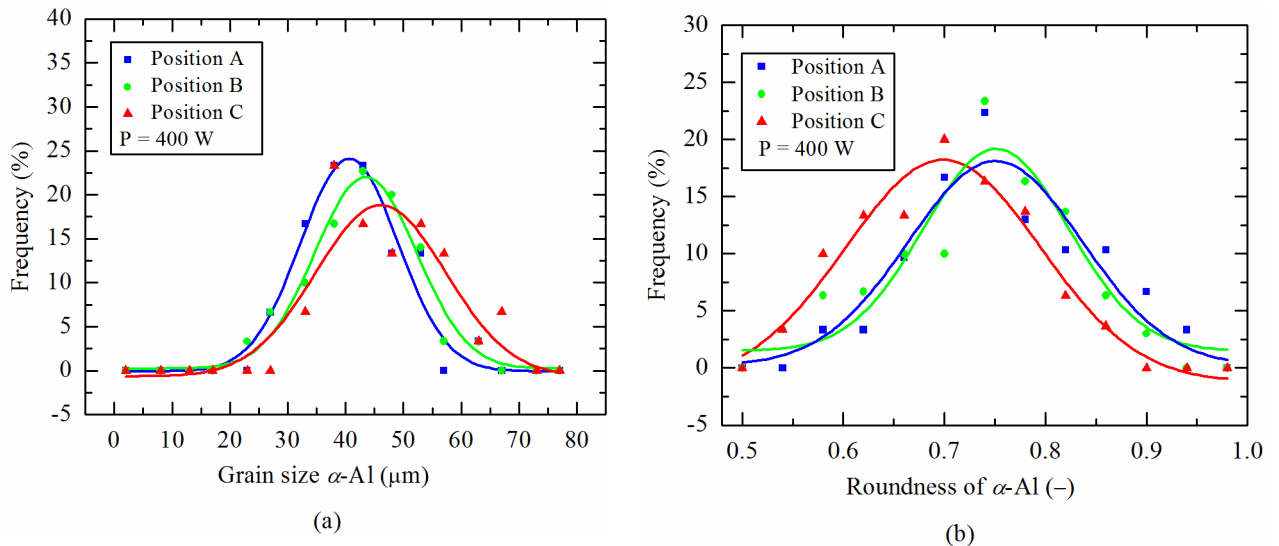 40
35
30
25
20
15
10
5
0
-5
Frequency (%)
Position A
Position B
Position C
P = 400 W
0 10 20 30 40 50 60 70 80
Grain size α-Al (μm)
(a)
30
25
20
15
10
5
0
-5
Frequency (%)
Position A
Position B
Position C
P = 400 W
0.5 0.6 0.7 0.8 0.9 1.0
Roundness of α-Al (–)
(b)